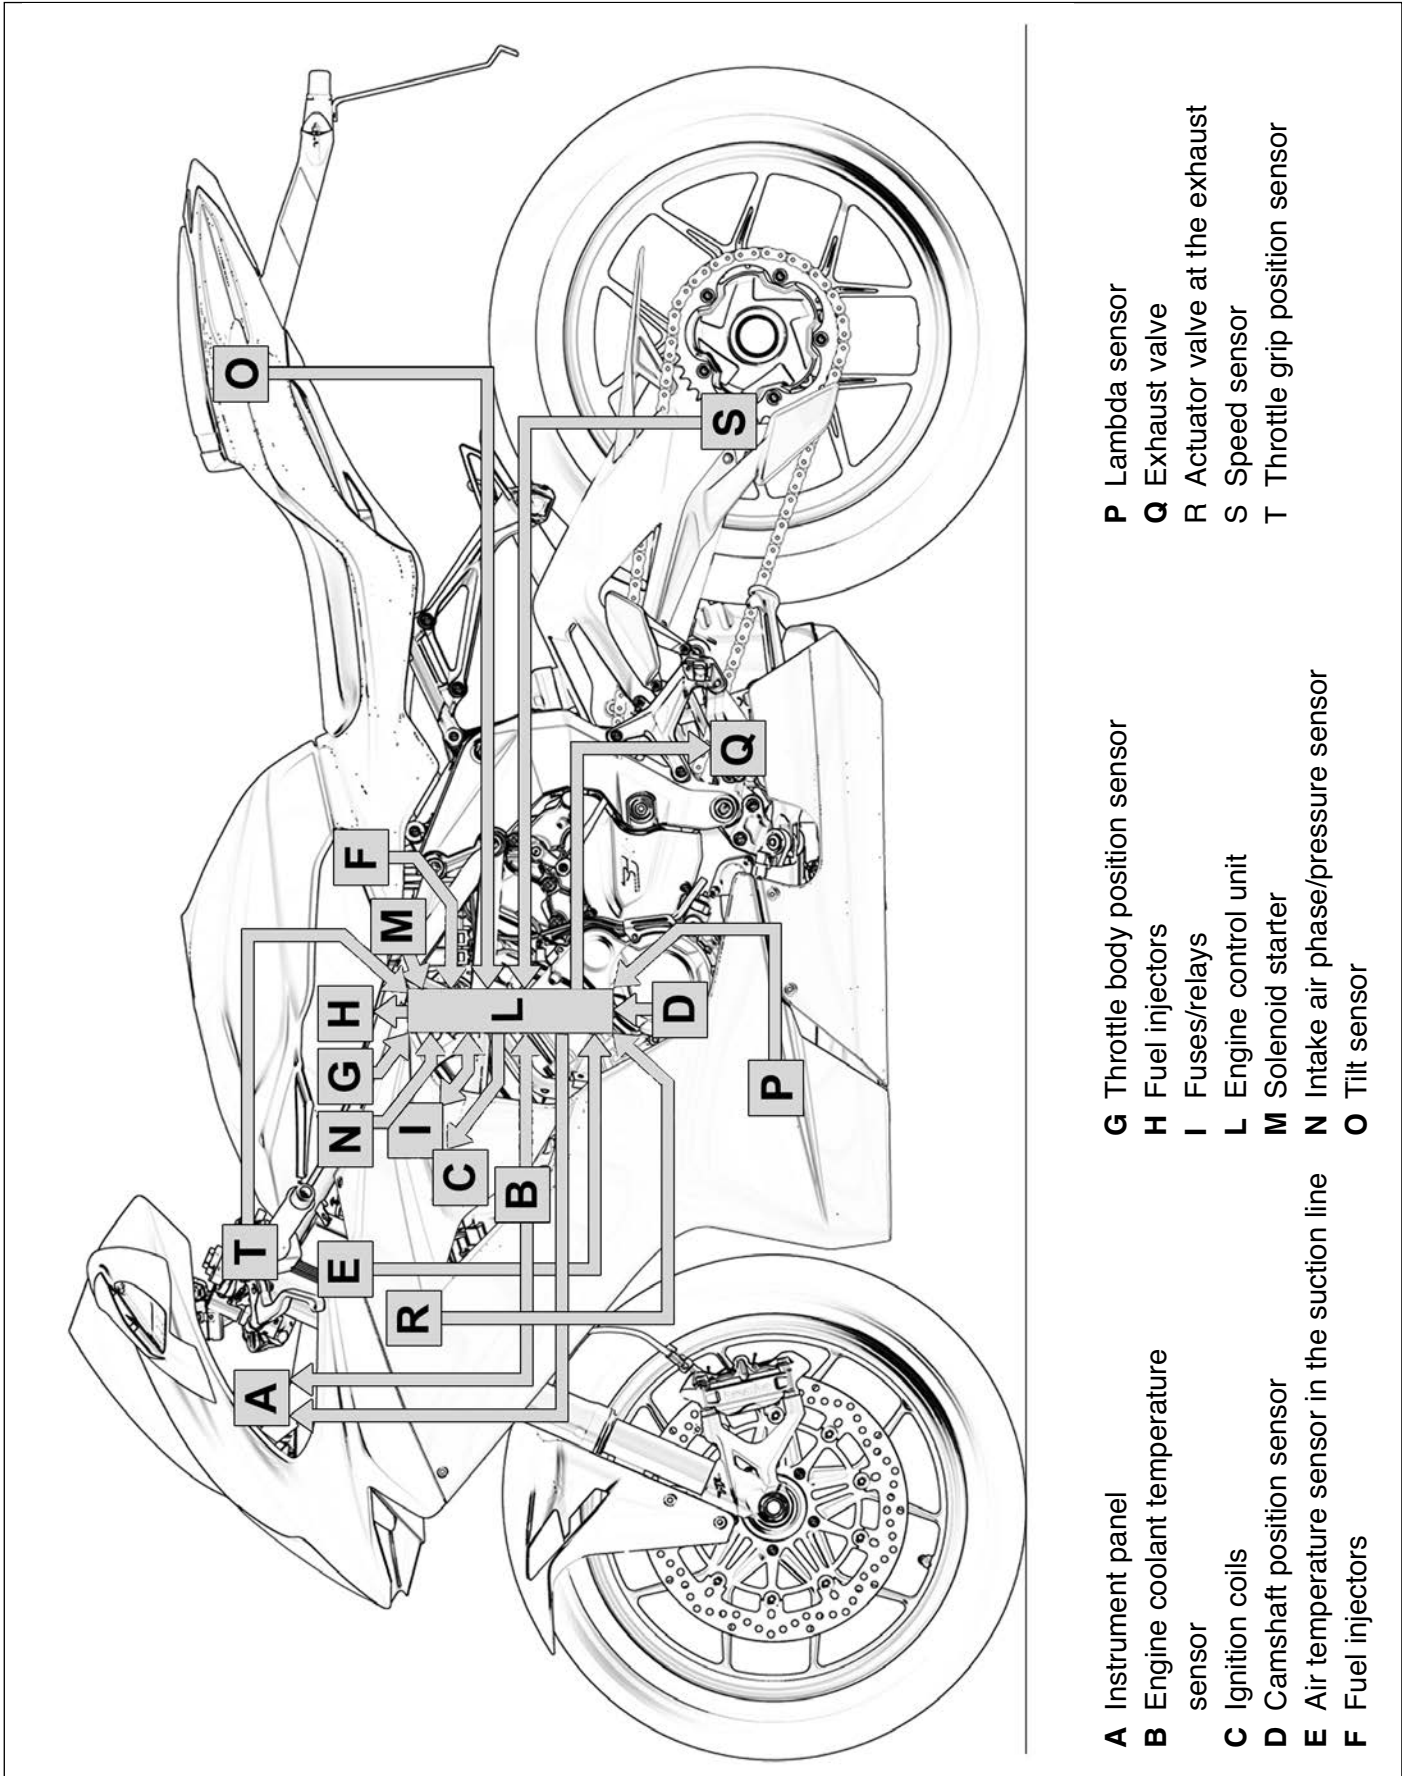 A
T
E
R
B
C
I
N
G
H
L
D
P
M
F
Q
S
O
A Instrument panel
B Engine coolant temperature
sensor
C Ignition coils
D Camshaft position sensor
E Air temperature sensor in the suction line
F Fuel injectors
G Throttle body position sensor
H Fuel injectors
I Fuses/relays
L Engine control unit
M Solenoid starter
N Intake air phase/pressure sensor
O Tilt sensor
P Lambda sensor
Q Exhaust valve
R Actuator valve at the exhaust
S Speed sensor
T Throttle grip position sensor